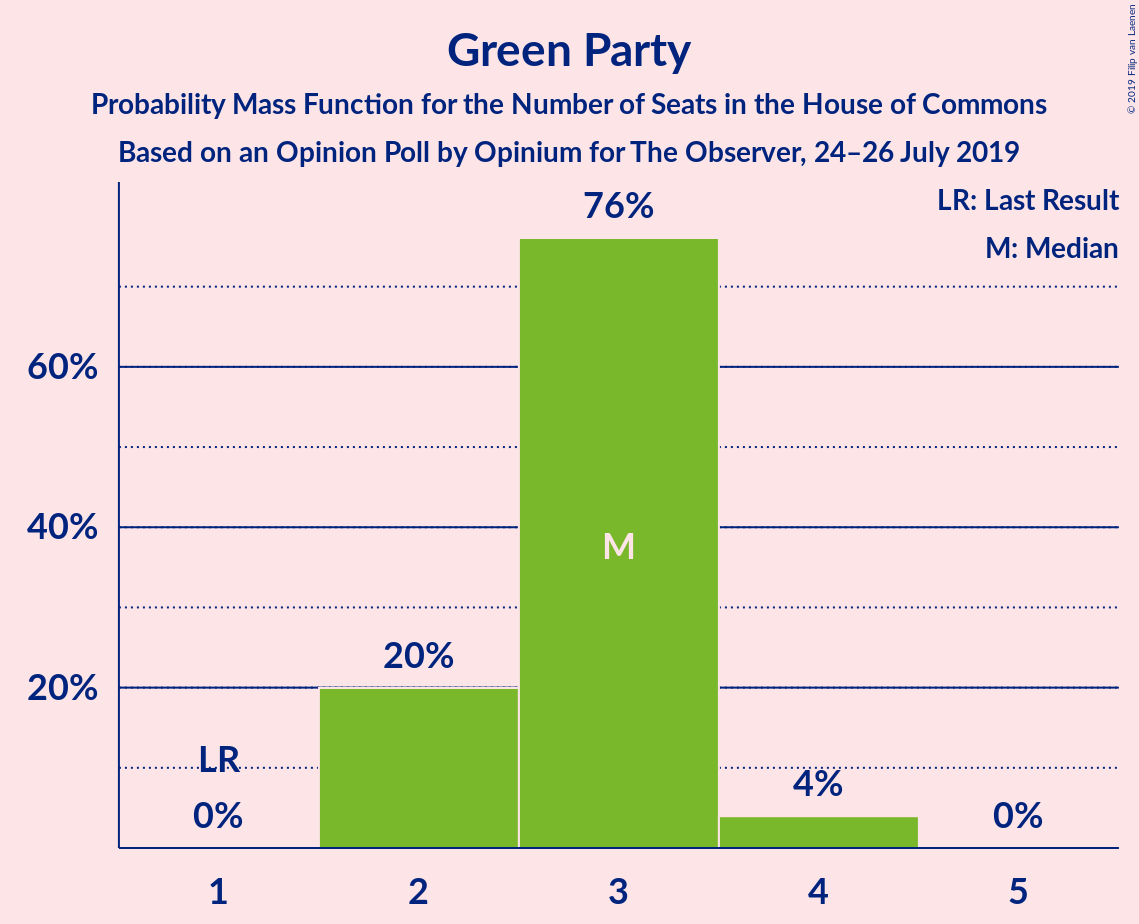 Green Party
Probability Mass Function for the Number of Seats in the House of Commons
Based on an Opinion Poll by Opinium for The Observer, 24–26 July 2019
© 2019 Filip van Laenen
LR: Last Result
M: Median
76%
60%
40%
M
20%
20%
LR
4%
0%
0%
1
2
3
4
5